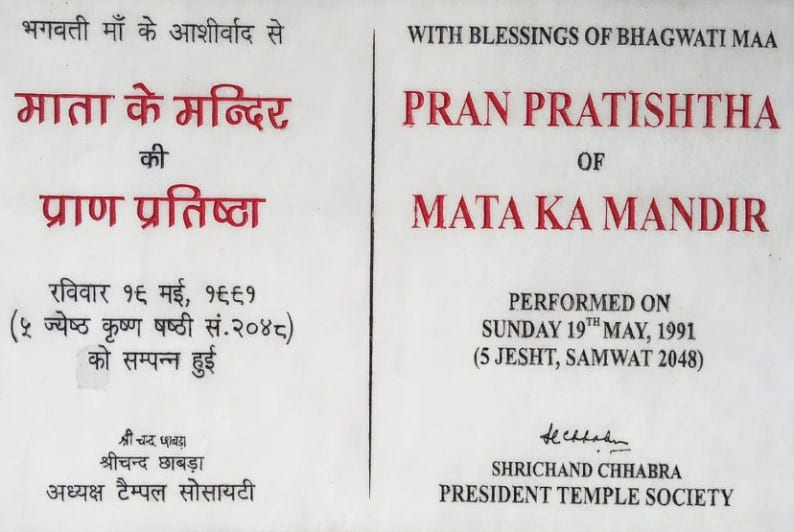 भगवती माँ के आशीर्वाद से
माता के मन्दिर
की
प्राण प्रतिष्ठा
रविवार १९ मई, १९९१
(५ ज्येष्ठ कृष्ण षष्ठी सं.२०४८)
को सम्पन्न हुई
श्री चन्द छाबड़ा
श्रीचन्द छाबड़ा
अध्यक्ष टैम्पल सोसायटी
WITH BLESSINGS OF BHAGWATI MAA
PRAN PRATISHTHA
OF
MATA KA MANDIR
PERFORMED ON
SUNDAY 19TH MAY, 1991
(5 JESHT, SAMWAT 2048)
SHRICHAND CHHABRA
PRESIDENT TEMPLE SOCIETY